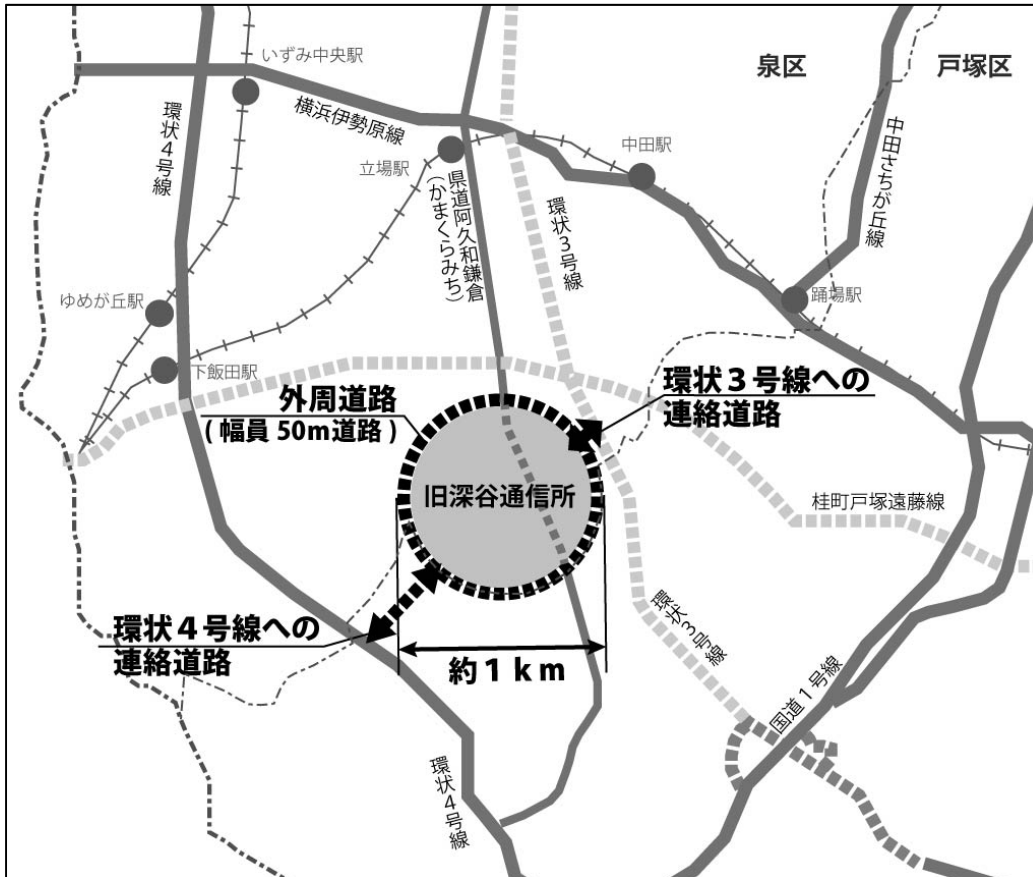 いずみ中央駅
泉区
戸塚区
環状４号線
横浜伊勢原線
立場駅
中田駅
中田さちが丘線
県道阿久和鎌倉
（かまくらみち）
環状３号線
ゆめが丘駅
踊場駅
下飯田駅
外周道路
（幅員 50m道路）
環状３号線への
連絡道路
旧深谷通信所
桂町戸塚遠藤線
環状４号線への
連絡道路
約１ｋｍ
環状３号線
国道１号線
環状４号線